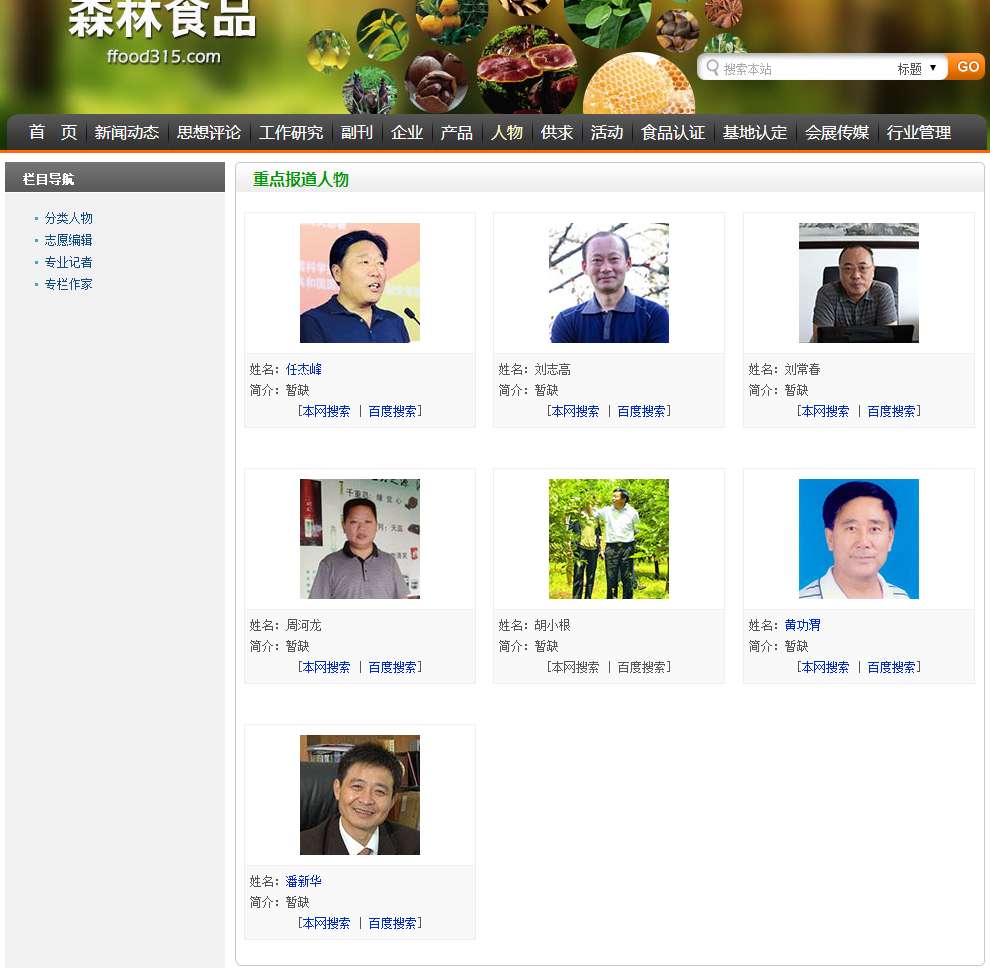 森林食品
ffood315.com
搜索本站 标题 ▼ GO
首 页 新闻动态 思想评论 工作研究 副刊 企业 产品 人物 供求 活动 食品认证 基地认定 会展传媒 行业管理
栏目导航
分类人物
志愿编辑
专业记者
专栏作家
重点报道人物
姓名：任杰峰
简介：暂缺
[本网搜索 | 百度搜索]
姓名：刘志高
简介：暂缺
[本网搜索 | 百度搜索]
姓名：刘常春
简介：暂缺
[本网搜索 | 百度搜索]
姓名：周河龙
简介：暂缺
[本网搜索 | 百度搜索]
姓名：胡小根
简介：暂缺
[本网搜索 | 百度搜索]
姓名：黄功渭
简介：暂缺
[本网搜索 | 百度搜索]
姓名：潘新华
简介：暂缺
[本网搜索 | 百度搜索]